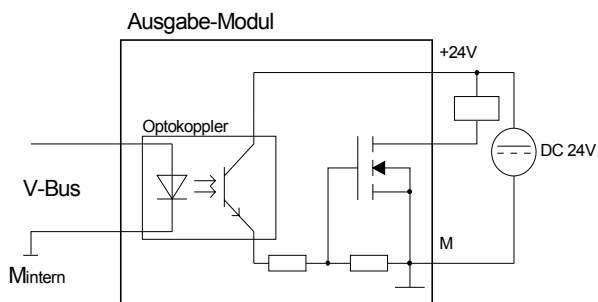 Ausgabe-Modul
+24V
Optokoppler
DC 24V
V-Bus
M
Mintern